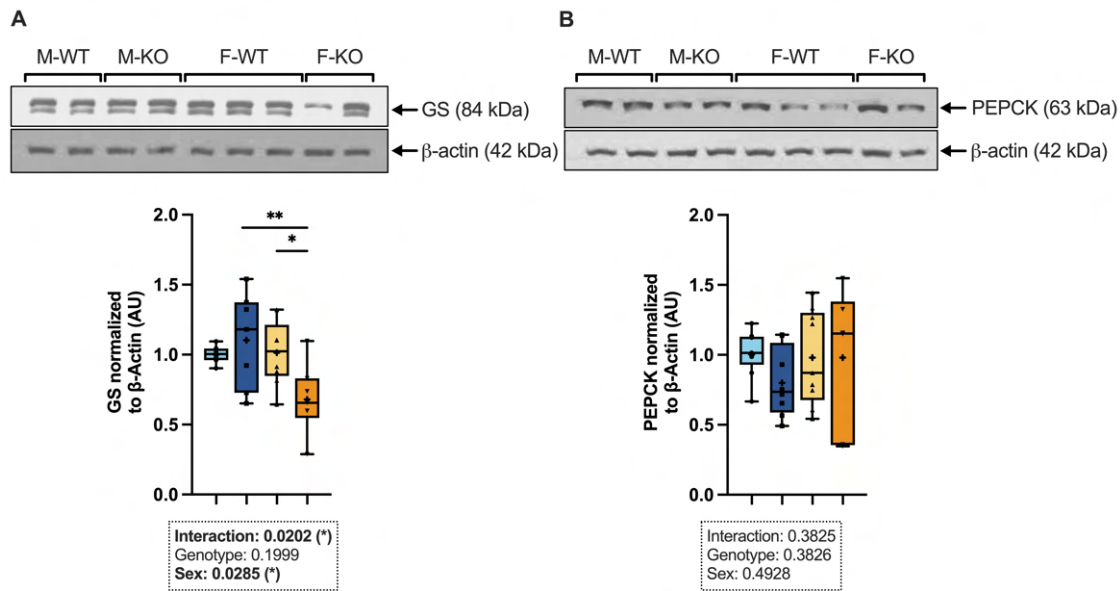 A
M-WT M-KO F-WT F-KO
GS (84 kDa)
β-actin (42 kDa)
**
*
GS normalized
to β-Actin (AU)
2.0
1.5
1.0
0.5
0.0
Interaction: 0.0202 (*)
Genotype: 0.1999
Sex: 0.0285 (*)
B
M-WT M-KO F-WT F-KO
PEPCK (63 kDa)
β-actin (42 kDa)
PEPCK normalized
to β-Actin (AU)
2.0
1.5
1.0
0.5
0.0
Interaction: 0.3825
Genotype: 0.3826
Sex: 0.4928